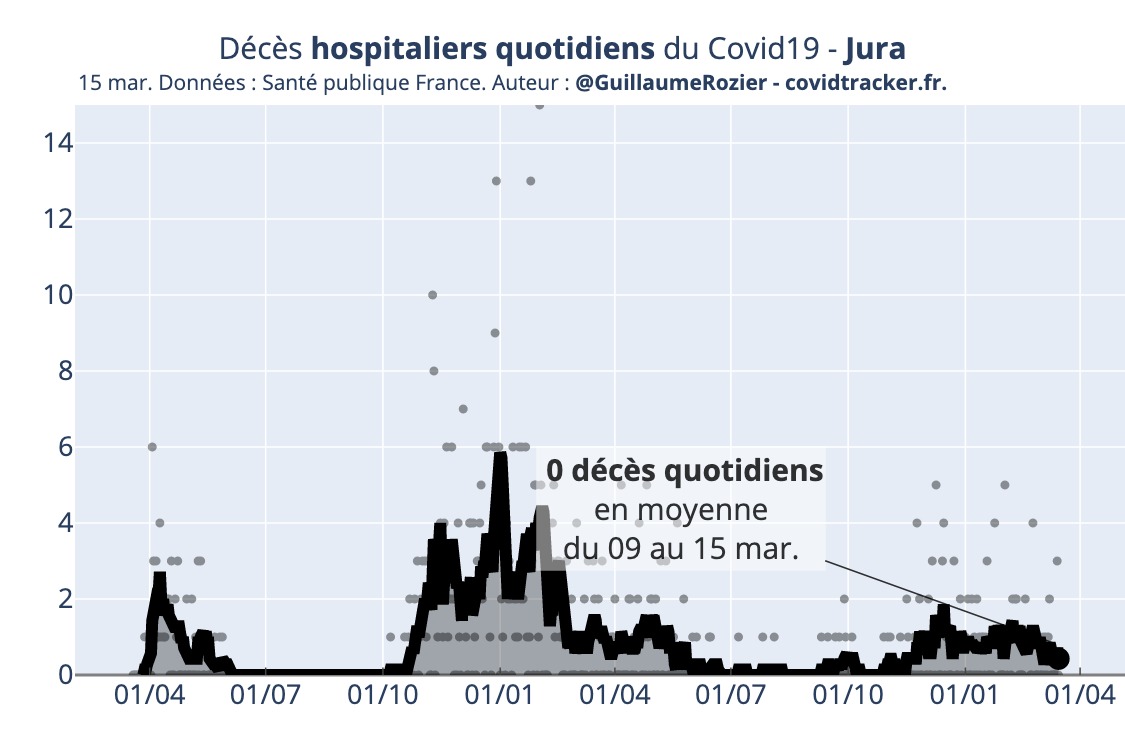 Décès hospitaliers quotidiens du Covid19 - Jura
15 mar. Données : Santé publique France. Auteur : @GuillaumeRozier - covidtracker.fr.
14
12
10
8
6
4
2
0
0 décès quotidiens
en moyenne
du 09 au 15 mar.
01/04 01/07 01/10 01/01 01/04 01/07 01/10 01/01 01/04